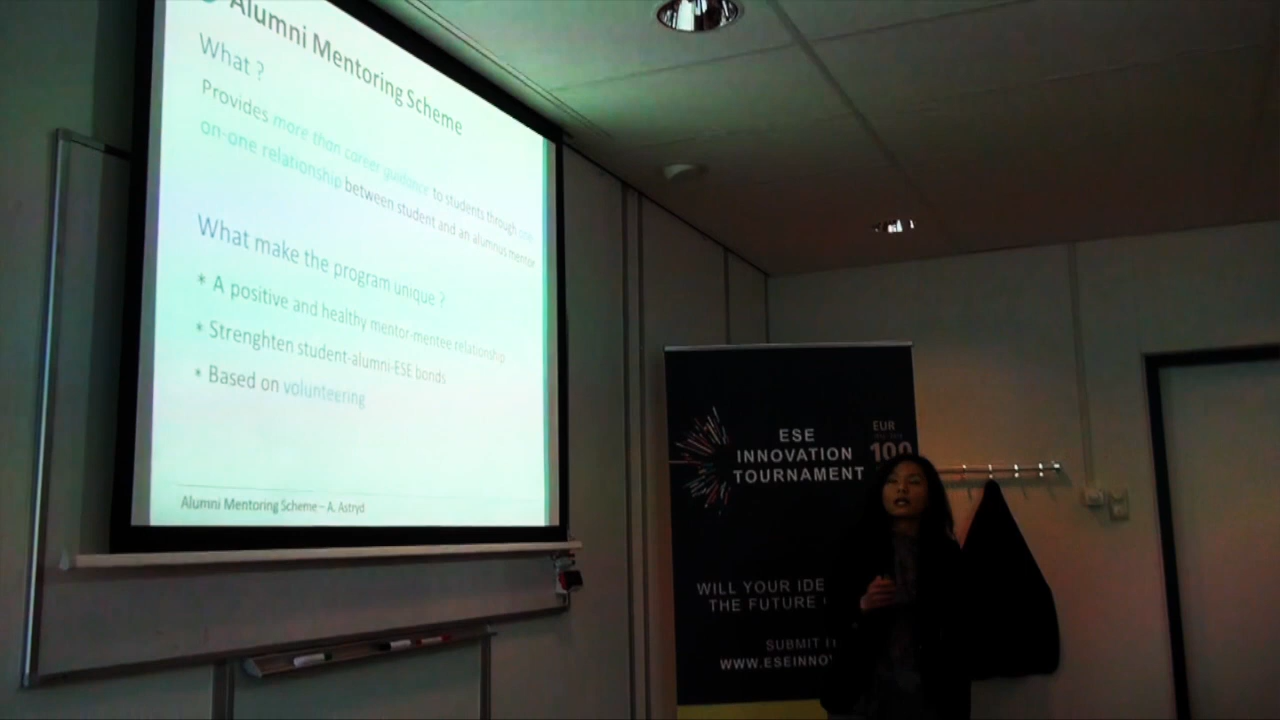 Alumni Mentoring Scheme
What ?
Provides more than career guidance to students through one-
on-one relationship between student and an alumnus mentor
What make the program unique ?
* A positive and healthy mentor-mentee relationship
* Strenghten student-alumni-ESE bonds
* Based on volunteering
Alumni Mentoring Scheme – A. Astryd
ESE
INNOVATION
TOURNAMENT
EUR
100
WILL YOUR IDE
THE FUTURE
SUBMIT
WWW.ESEINNO